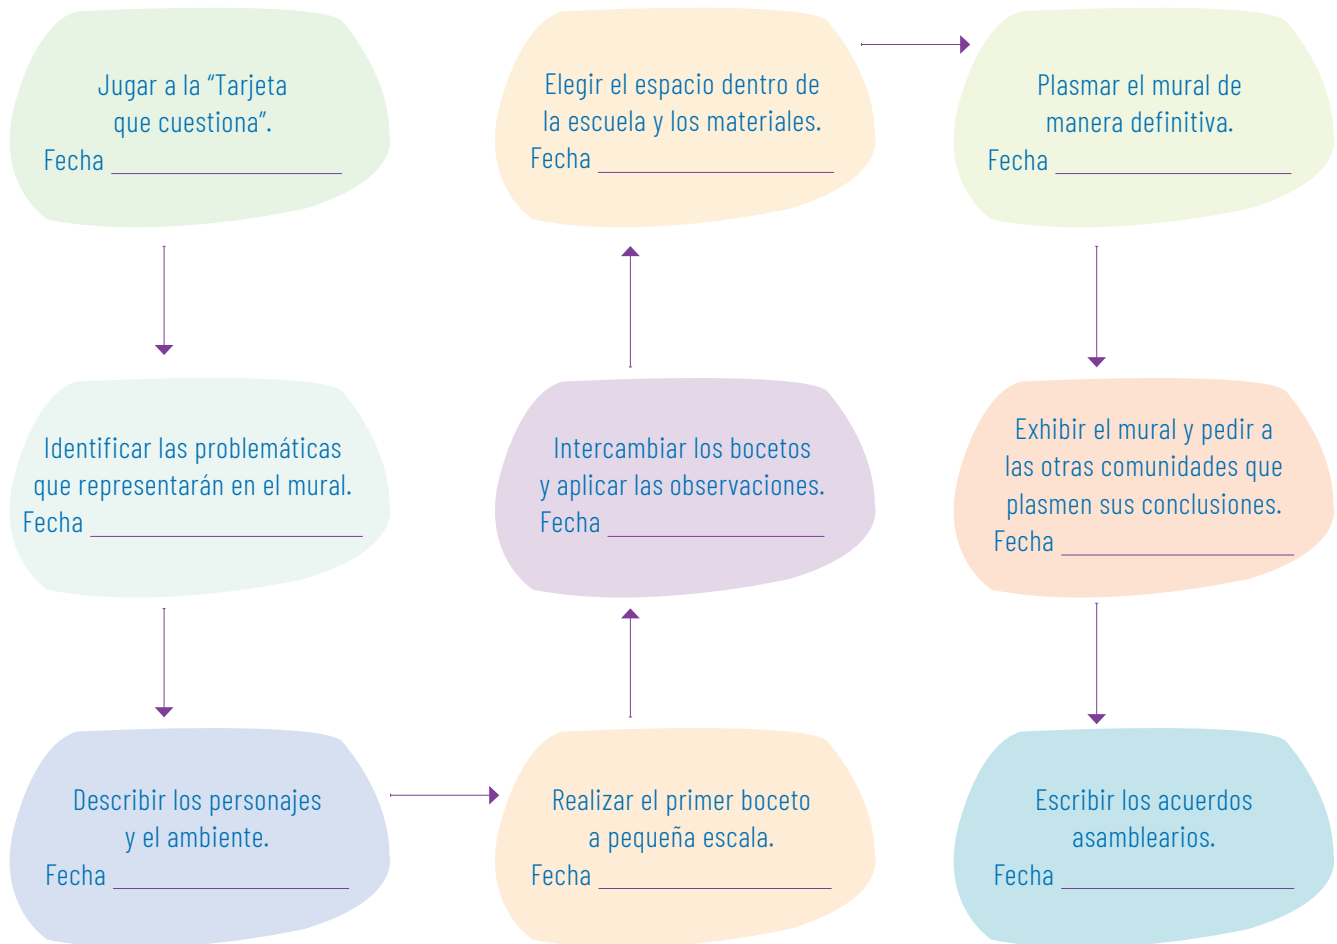 Jugar a la “Tarjeta
que cuestiona”.
Fecha
Identificar las problemáticas
que representarán en el mural.
Fecha
Describir los personajes
y el ambiente.
Fecha
Realizar el primer boceto
a pequeña escala.
Fecha
Intercambiar los bocetos
y aplicar las observaciones.
Fecha
Elegir el espacio dentro de
la escuela y los materiales.
Fecha
Plasmar el mural de
manera definitiva.
Fecha
Exhibir el mural y pedir a
las otras comunidades que
plasmen sus conclusiones.
Fecha
Escribir los acuerdos
asamblearios.
Fecha